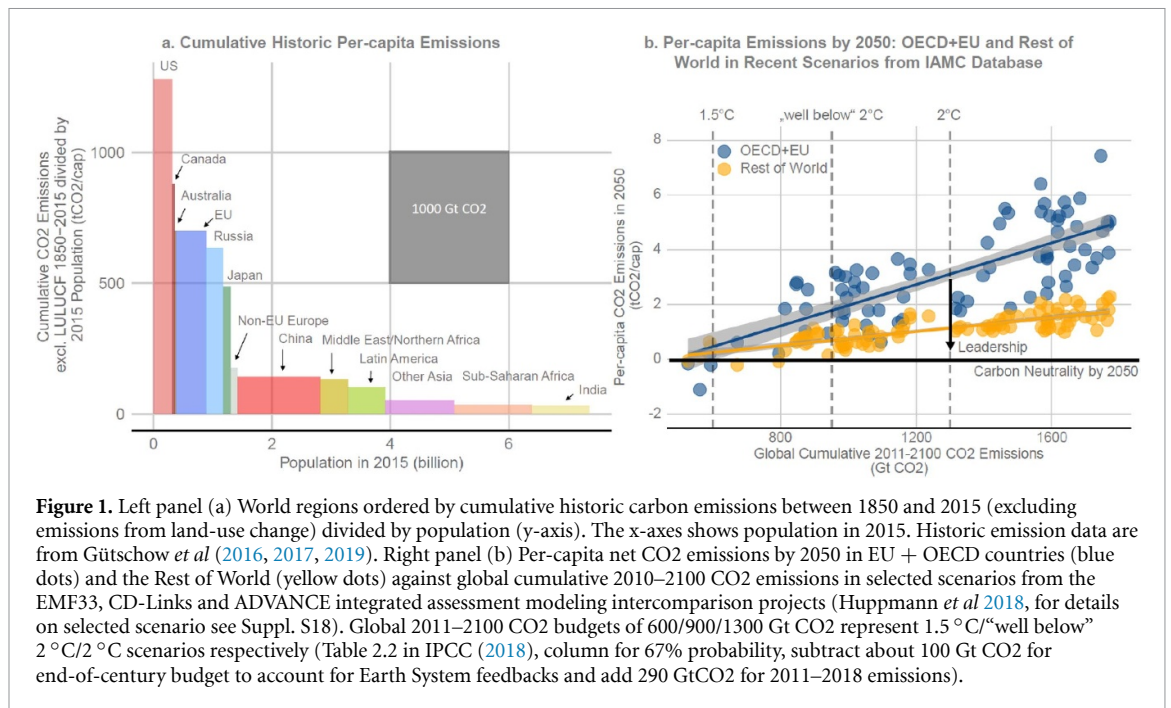 a. Cumulative Historic Per-capita Emissions
Cumulative CO2 Emissions
excl. LULUCF 1850–2015 divided by
2015 Population (tCO2/cap)
1000
500
0
US
Canada
Australia
EU
Russia
Japan
Non-EU Europe
China
Middle East/Northern Africa
Latin America
Other Asia
Sub-Saharan Africa
India
1000 Gt CO2
0 2 4 6
Population in 2015 (billion)
b. Per-capita Emissions by 2050: OECD+EU and Rest of
World in Recent Scenarios from IAMC Database
1.5°C „well below“ 2°C 2°C
Per-capita CO2 Emissions in 2050
(tCO2/cap)
8
6
4
2
0
-2
OECD+EU
Rest of World
Leadership
Carbon Neutrality by 2050
800 1200 1600
Global Cumulative 2011-2100 CO2 Emissions
(Gt CO2)
Figure 1. Left panel (a) World regions ordered by cumulative historic carbon emissions between 1850 and 2015 (excluding
emissions from land-use change) divided by population (y-axis). The x-axes shows population in 2015. Historic emission data are
from Gütschow et al (2016, 2017, 2019). Right panel (b) Per-capita net CO2 emissions by 2050 in EU + OECD countries (blue
dots) and the Rest of World (yellow dots) against global cumulative 2010–2100 CO2 emissions in selected scenarios from the
EMF33, CD-Links and ADVANCE integrated assessment modeling intercomparison projects (Huppmann et al 2018, for details
on selected scenario see Suppl. S18). Global 2011–2100 CO2 budgets of 600/900/1300 Gt CO2 represent 1.5 °C/“well below”
2 °C/2 °C scenarios respectively (Table 2.2 in IPCC (2018), column for 67% probability, subtract about 100 Gt CO2 for
end-of-century budget to account for Earth System feedbacks and add 290 GtCO2 for 2011–2018 emissions).